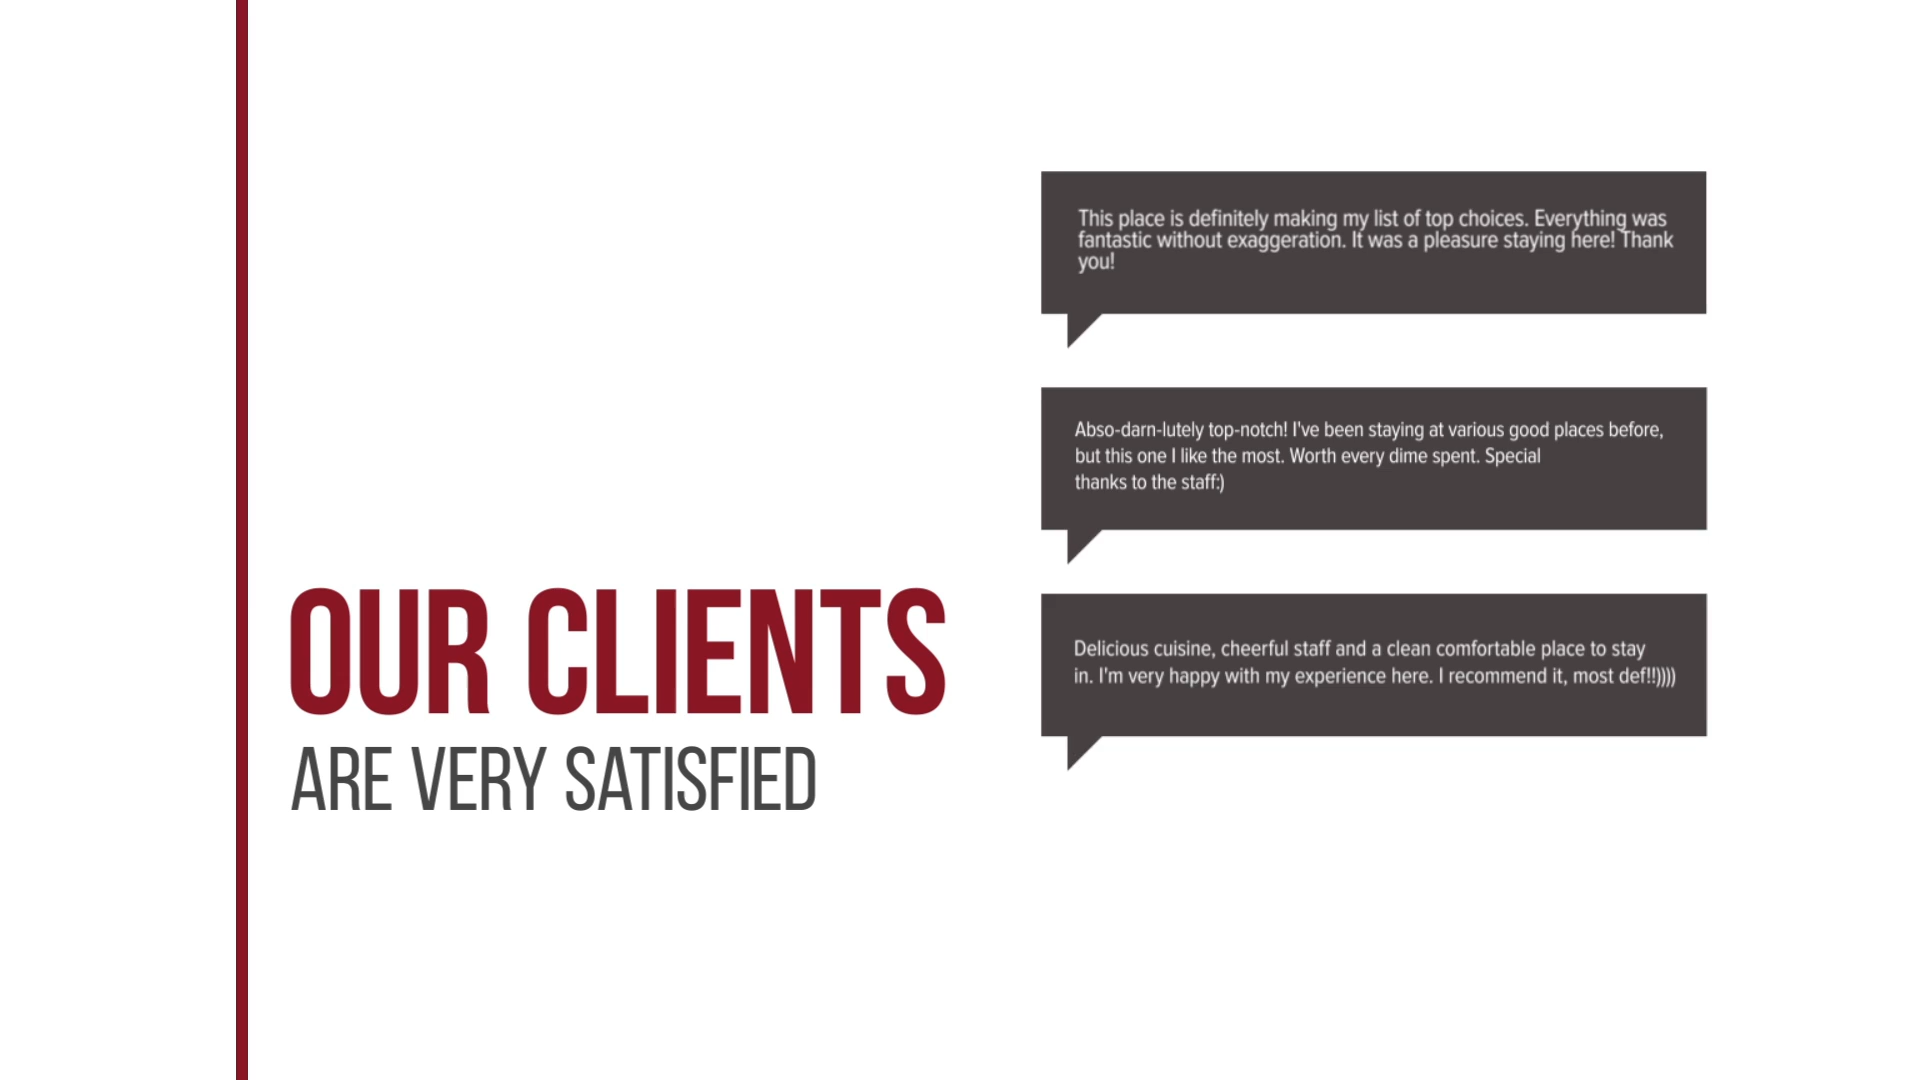 OUR CLIENTS
ARE VERY SATISFIED
This place is definitely making my list of top choices. Everything was
fantastic without exaggeration. It was a pleasure staying here! Thank
you!
Abso-darn-lutely top-notch! I've been staying at various good places before,
but this one I like the most. Worth every dime spent. Special
thanks to the staff:)
Delicious cuisine, cheerful staff and a clean comfortable place to stay
in. I'm very happy with my experience here. I recommend it, most def!!))))